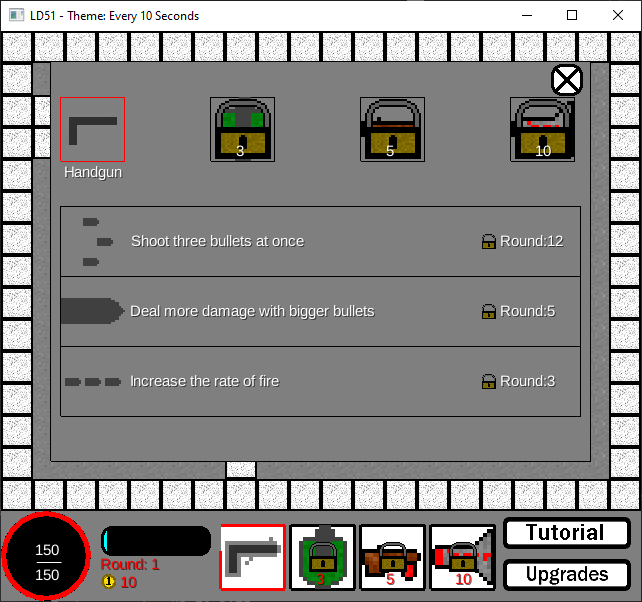 LD51 - Theme: Every 10 Seconds
3
5
10
Handgun
Shoot three bullets at once
Round:12
Deal more damage with bigger bullets
Round:5
Increase the rate of fire
Round:3
150
150
Round: 1
1 10
3
5
10
Tutorial
Upgrades